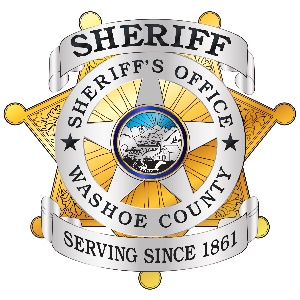 SHERIFF
SHERIFF'S OFFICE
WASHOE COUNTY
SERVING SINCE 1861